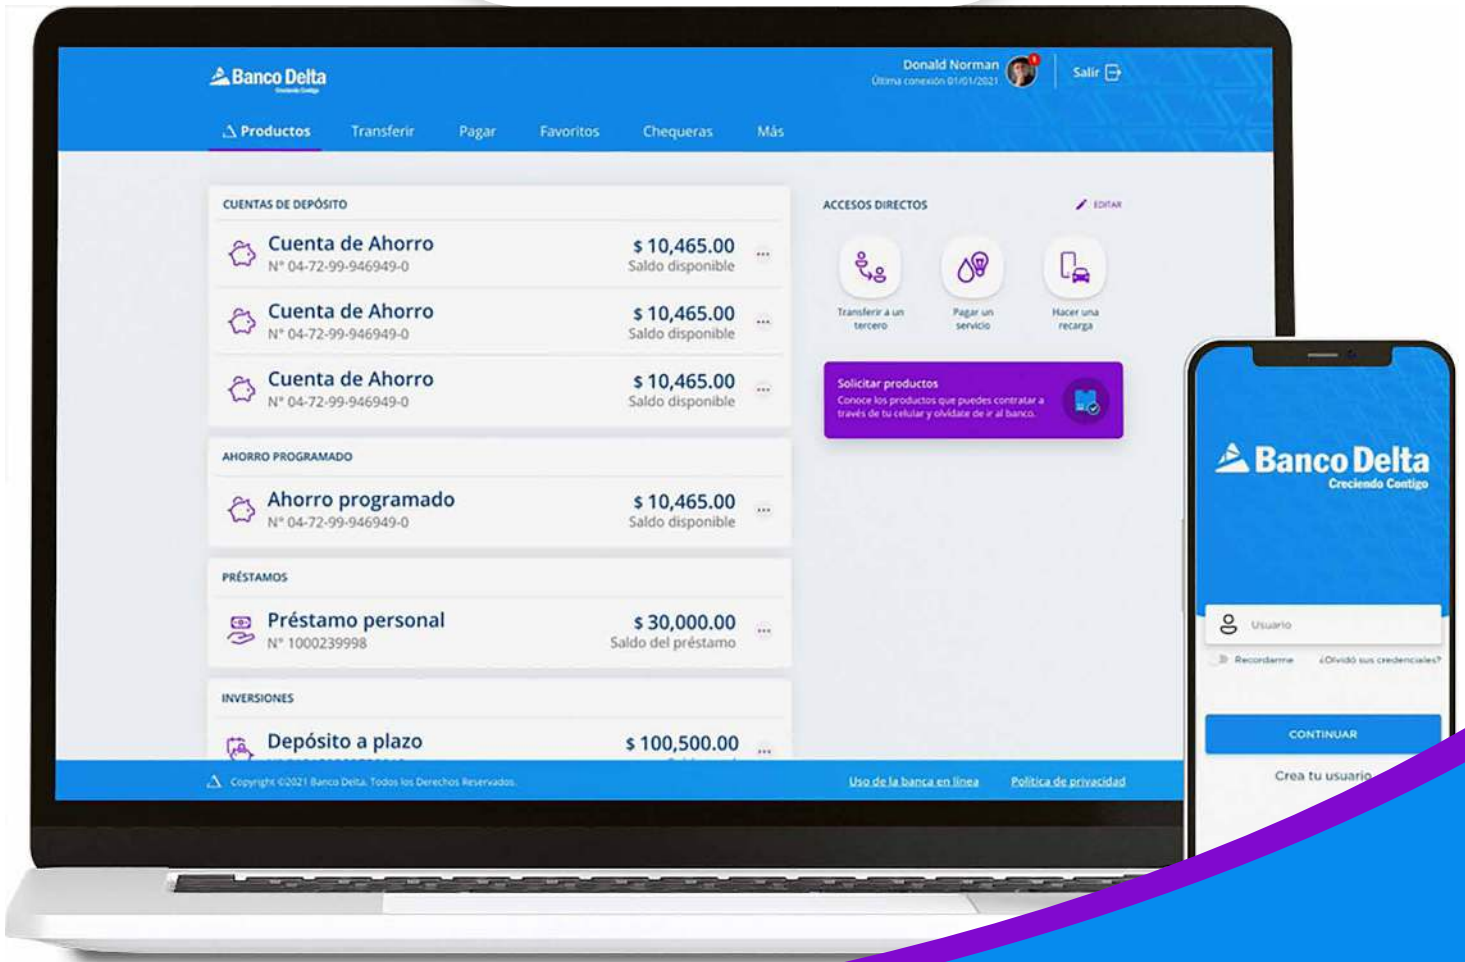 Banco Delta
Creciendo Contigo
Donald Norman
Última conexión 01/01/2021
Salir
Productos
Transferir
Pagar
Favoritos
Chequeras
Más
CUENTAS DE DEPÓSITO
Cuenta de Ahorro
N° 04-72-99-946949-0
$ 10,465.00
Saldo disponible
Cuenta de Ahorro
N° 04-72-99-946949-0
$ 10,465.00
Saldo disponible
Cuenta de Ahorro
N° 04-72-99-946949-0
$ 10,465.00
Saldo disponible
AHORRO PROGRAMADO
Ahorro programado
N° 04-72-99-946949-0
$ 10,465.00
Saldo disponible
PRÉSTAMOS
Préstamo personal
N° 1000239998
$ 30,000.00
Saldo del préstamo
INVERSIONES
Depósito a plazo
$ 100,500.00
ACCESOS DIRECTOS
EDITAR
Transferir a un
tercero
Pagar un
servicio
Hacer una
recarga
Solicitar productos
Conoce los productos que puedes contratar a
través de tu celular y olvídate de ir al banco.
Copyright ©2021 Banco Delta. Todos los Derechos Reservados.
Uso de la banca en línea
Política de privacidad
Banco Delta
Creciendo Contigo
Usuario
Recordarme
¿Olvidó sus credenciales?
CONTINUAR
Crea tu usuario